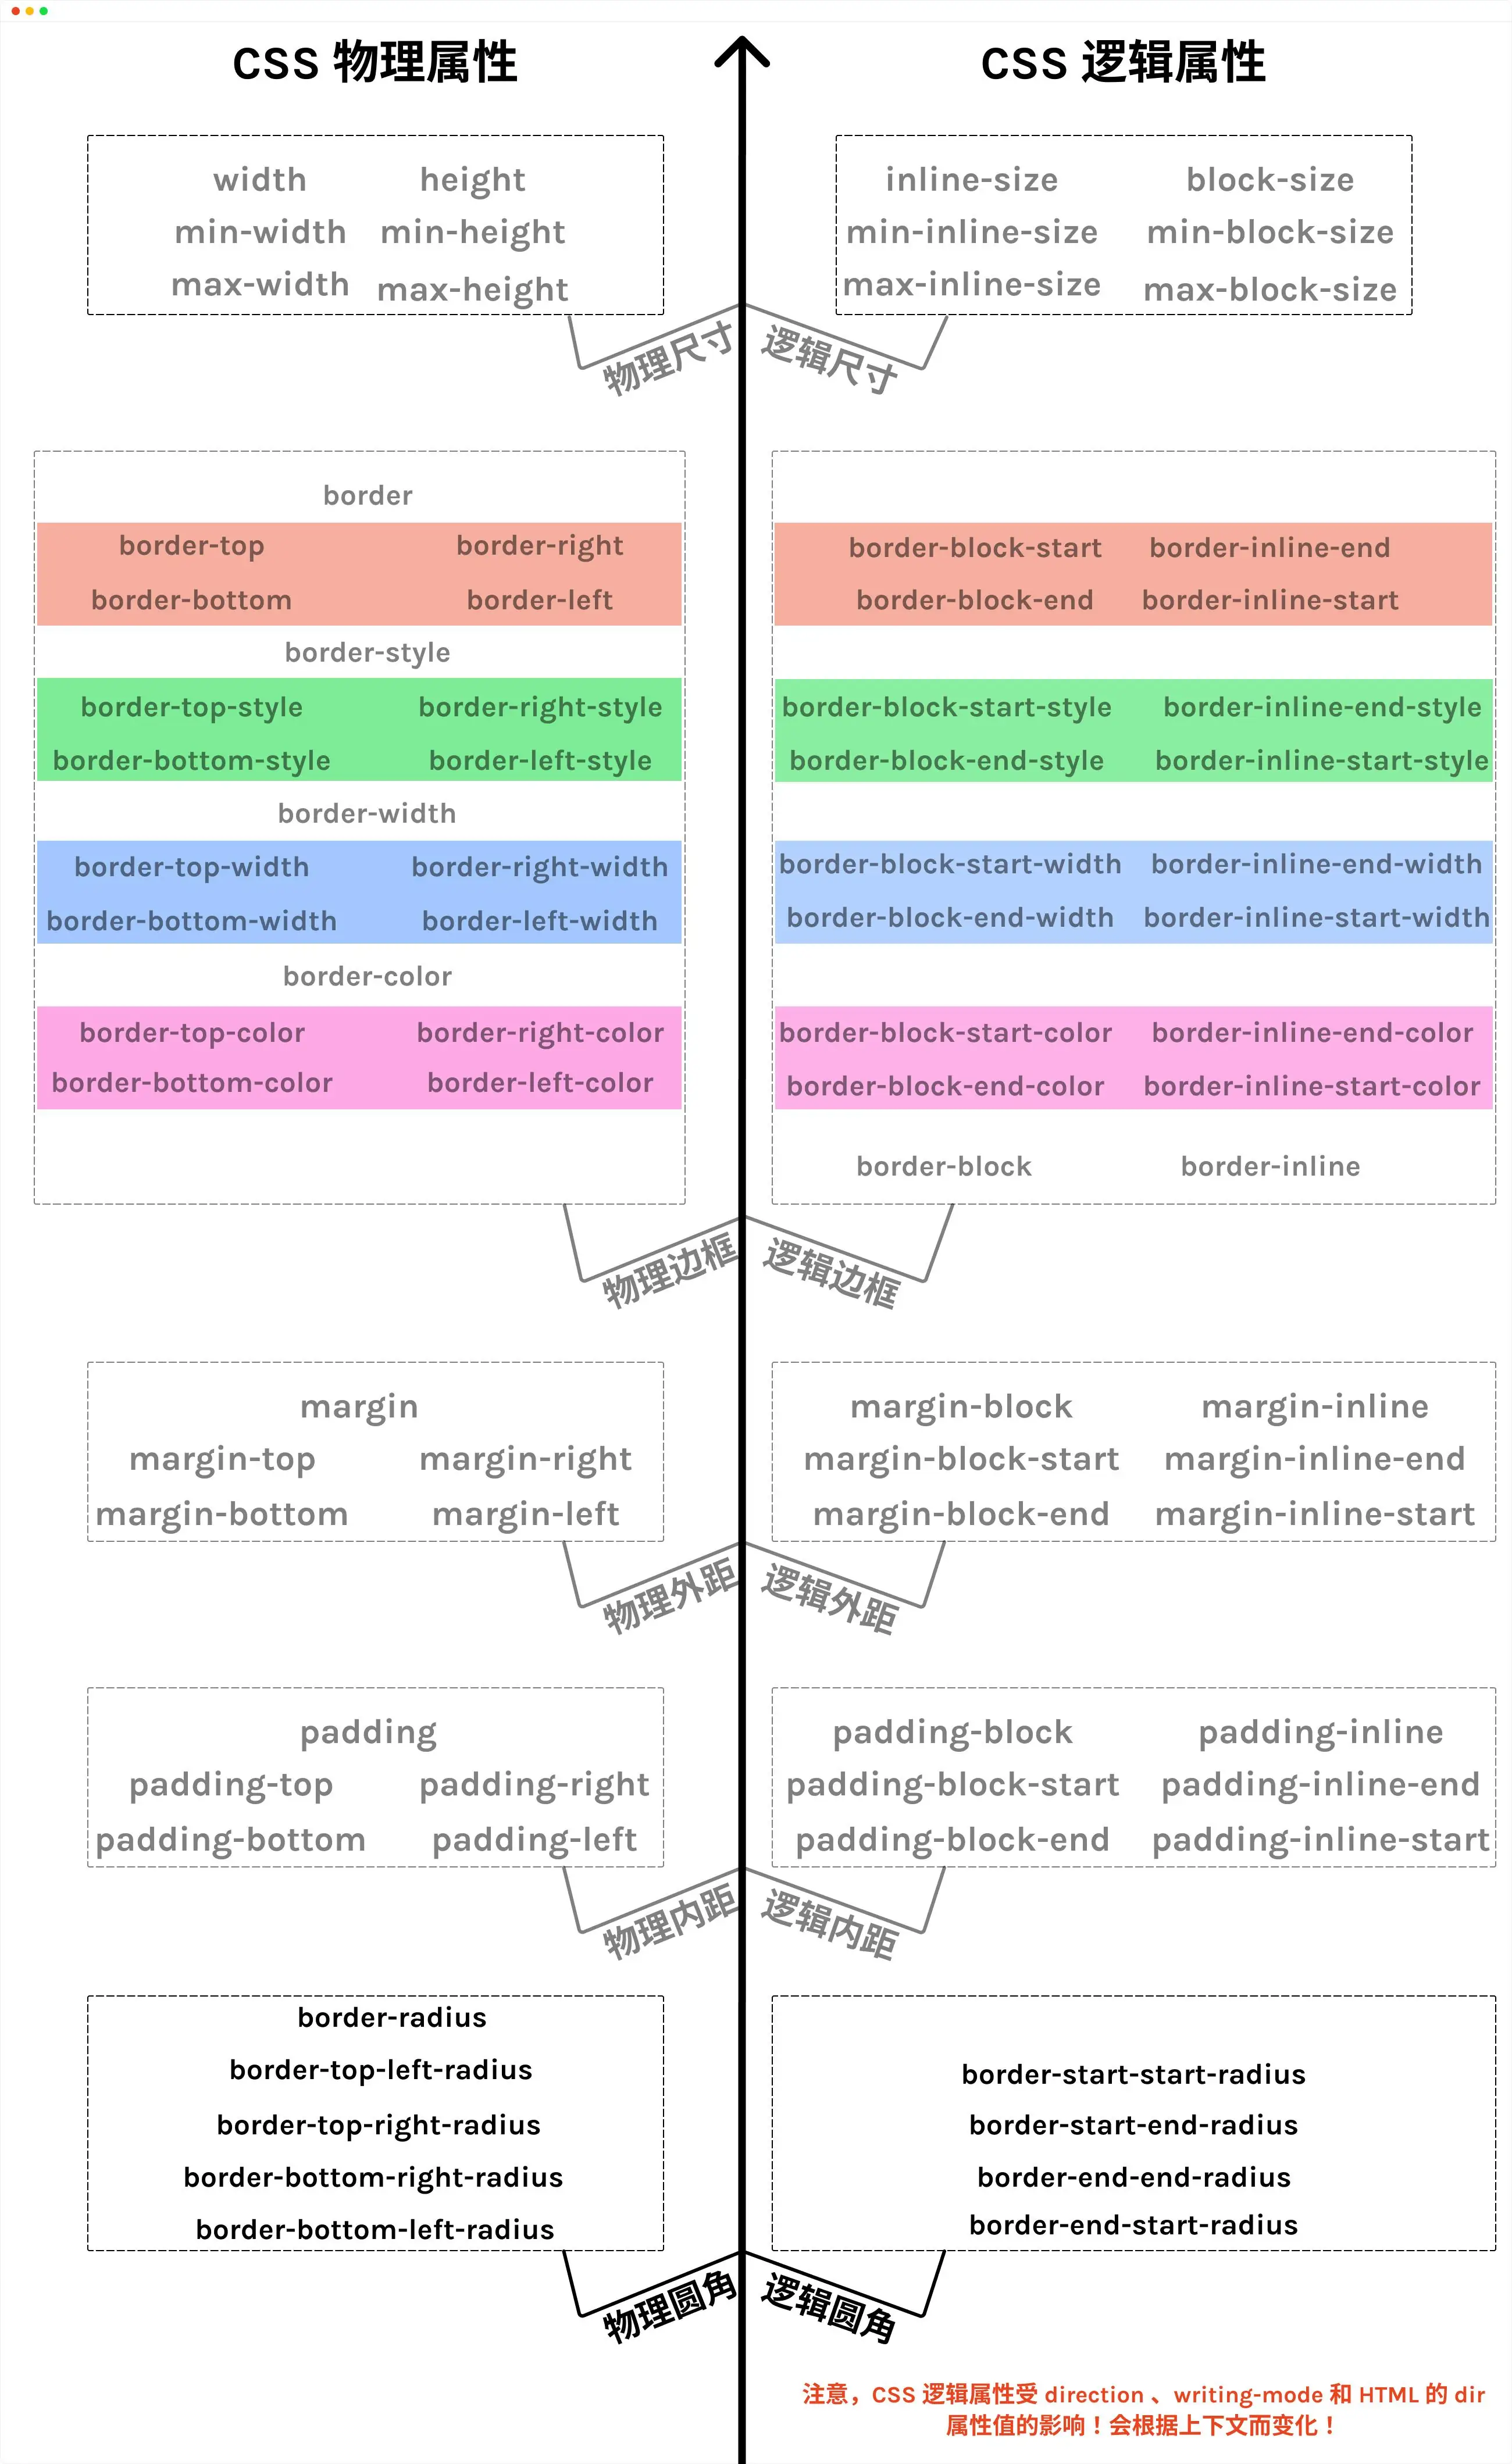 CSS 物理属性
CSS 逻辑属性
width height
min-width min-height
max-width max-height
inline-size block-size
min-inline-size min-block-size
max-inline-size max-block-size
物理尺寸
逻辑尺寸
border
border-top border-right
border-bottom border-left
border-style
border-top-style border-right-style
border-bottom-style border-left-style
border-width
border-top-width border-right-width
border-bottom-width border-left-width
border-color
border-top-color border-right-color
border-bottom-color border-left-color
border-block-start border-inline-end
border-block-end border-inline-start
border-block-start-style border-inline-end-style
border-block-end-style border-inline-start-style
border-block-start-width border-inline-end-width
border-block-end-width border-inline-start-width
border-block-start-color border-inline-end-color
border-block-end-color border-inline-start-color
border-block border-inline
物理边框
逻辑边框
margin
margin-top margin-right
margin-bottom margin-left
margin-block margin-inline
margin-block-start margin-inline-end
margin-block-end margin-inline-start
物理外距
逻辑外距
padding
padding-top padding-right
padding-bottom padding-left
padding-block padding-inline
padding-block-start padding-inline-end
padding-block-end padding-inline-start
物理内距
逻辑内距
border-radius
border-top-left-radius
border-top-right-radius
border-bottom-right-radius
border-bottom-left-radius
border-start-start-radius
border-start-end-radius
border-end-end-radius
border-end-start-radius
物理圆角
逻辑圆角
注意，CSS 逻辑属性受 direction 、writing-mode 和 HTML 的 dir
属性值的影响！会根据上下文而变化！